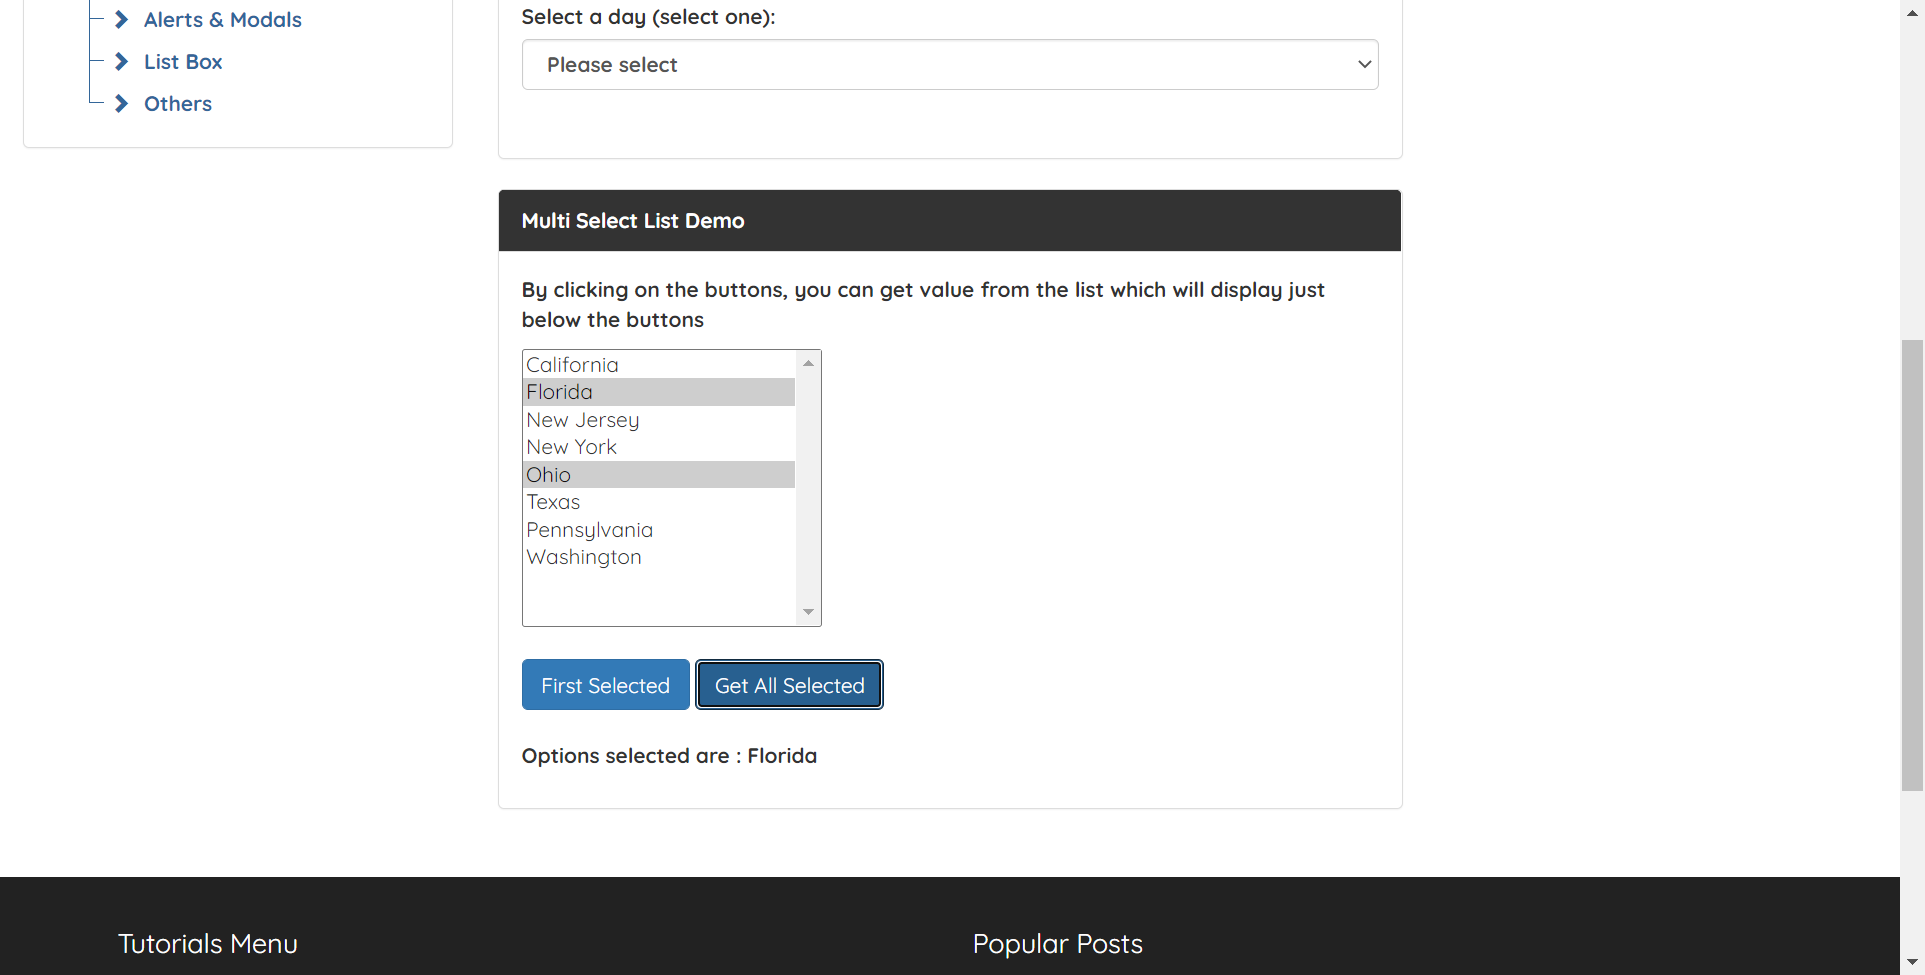 Alerts & Modals
List Box
Others
Select a day (select one):
Please select
Multi Select List Demo
By clicking on the buttons, you can get value from the list which will display just
below the buttons
California
Florida
New Jersey
New York
Ohio
Texas
Pennsylvania
Washington
First Selected
Get All Selected
Options selected are : Florida
Tutorials Menu
Popular Posts